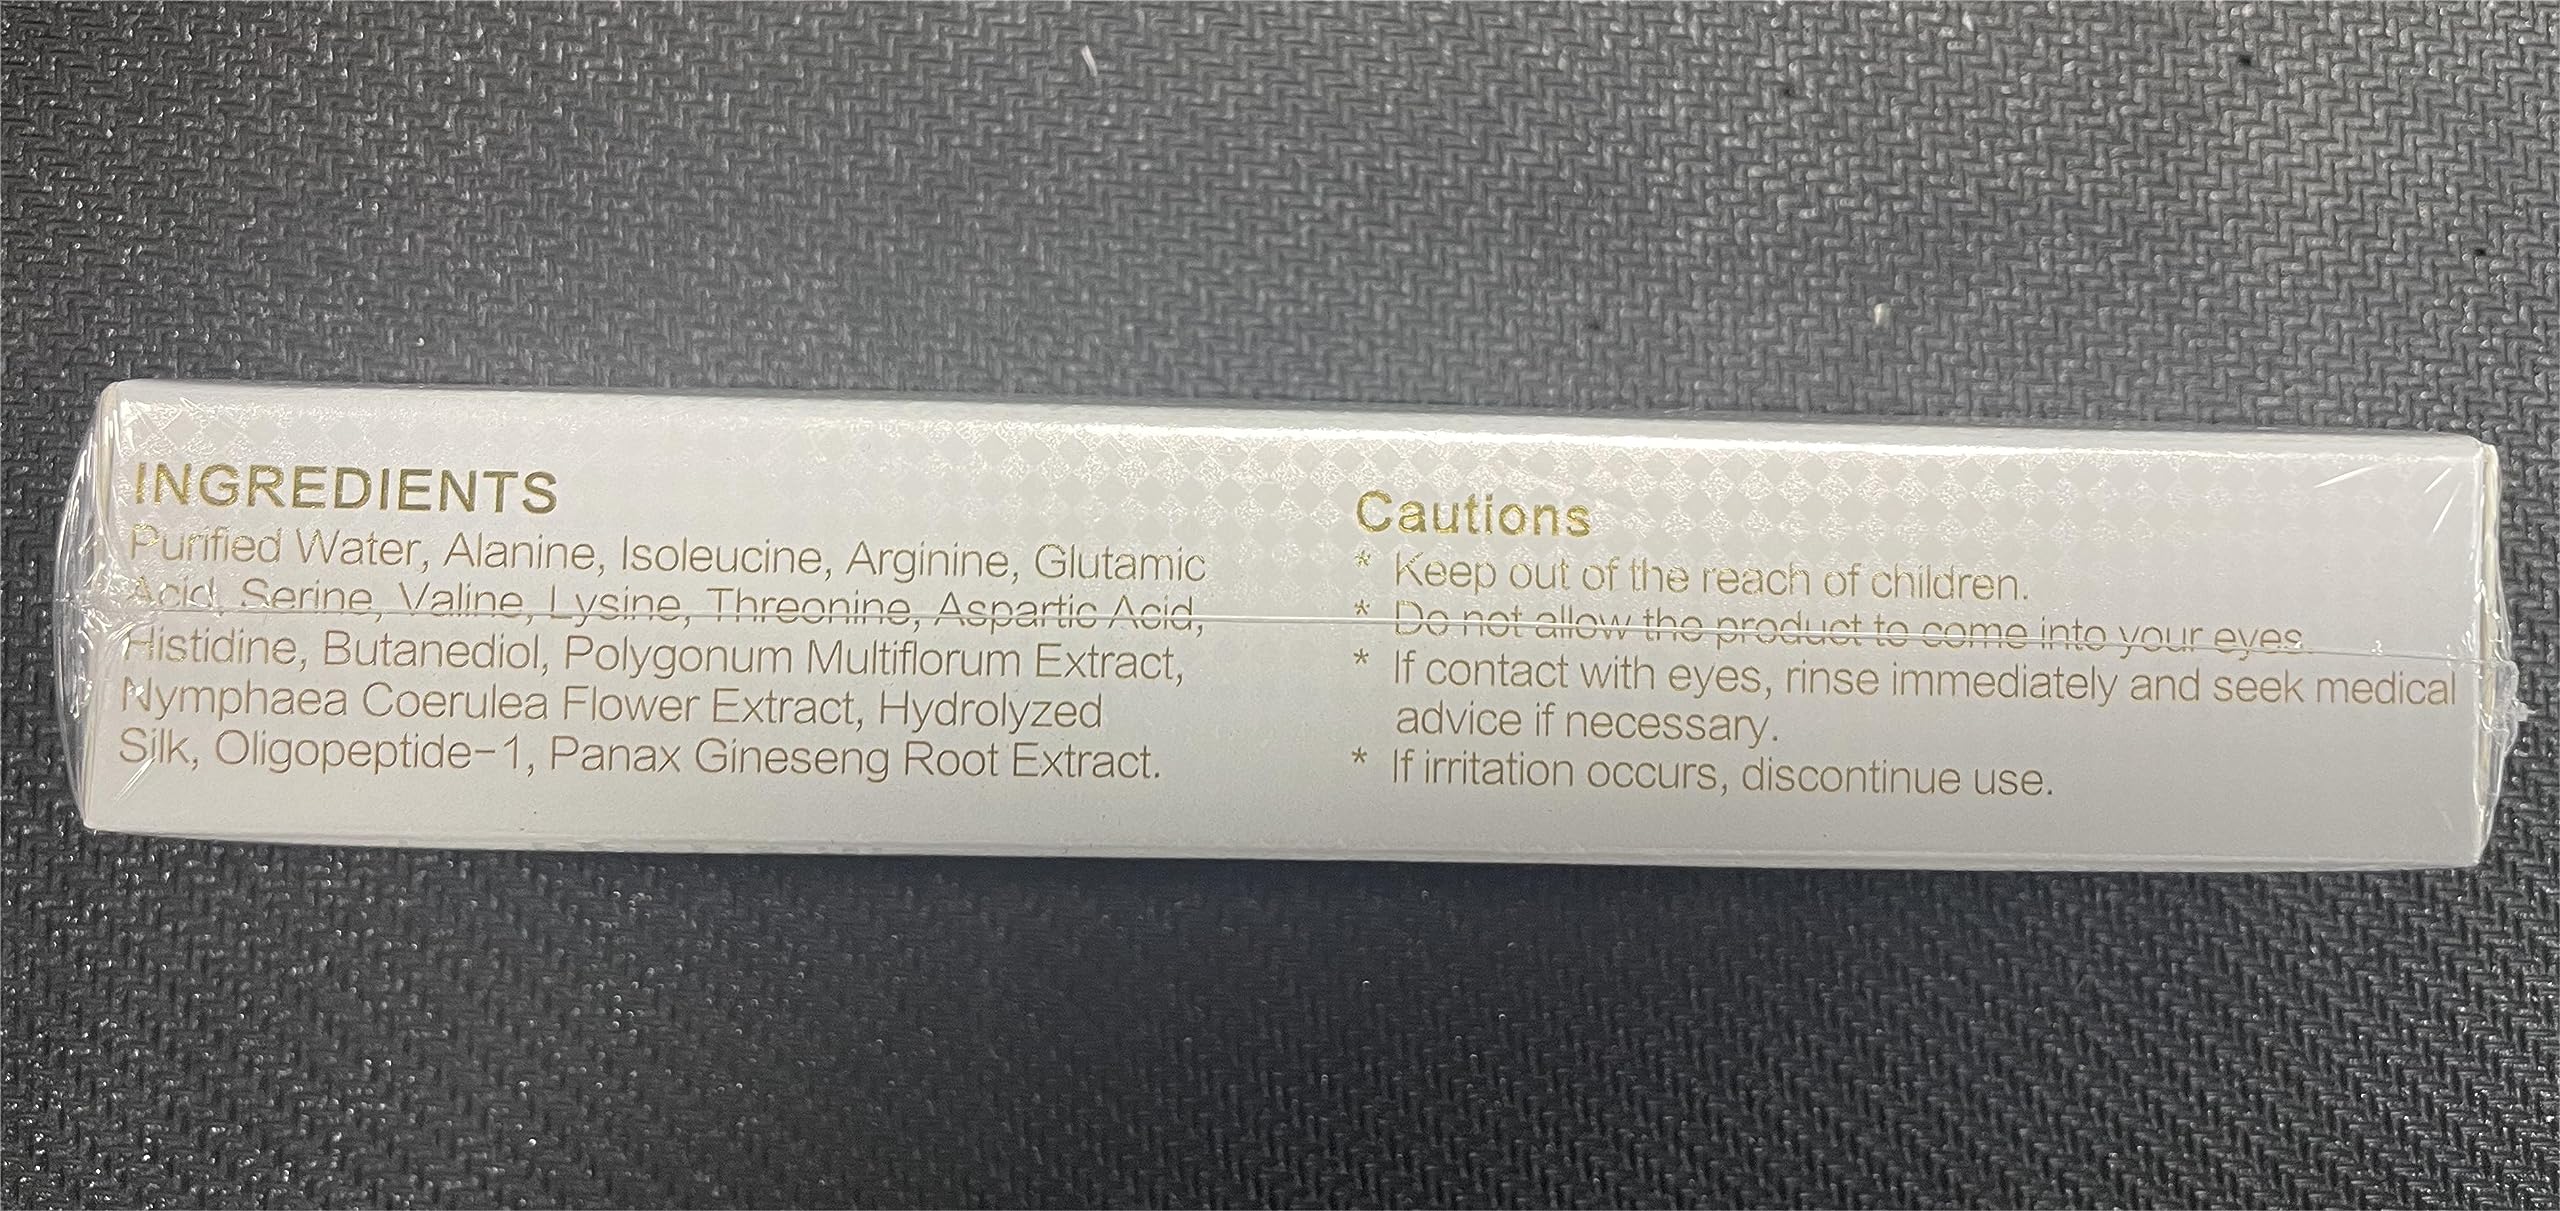 INGREDIENTS
Purified Water, Alanine, Isoleucine, Arginine, Glutamic
Acid, Serine, Valine, Lysine, Threonine, Aspartic Acid,
Histidine, Butanediol, Polygonum Multiflorum Extract,
Nymphaea Coerulea Flower Extract, Hydrolyzed
Silk, Oligopeptide-1, Panax Gineseng Root Extract.
Cautions
* Keep out of the reach of children.
* Do not allow the product to come into your eyes.
* If contact with eyes, rinse immediately and seek medical
advice if necessary.
* If irritation occurs, discontinue use.